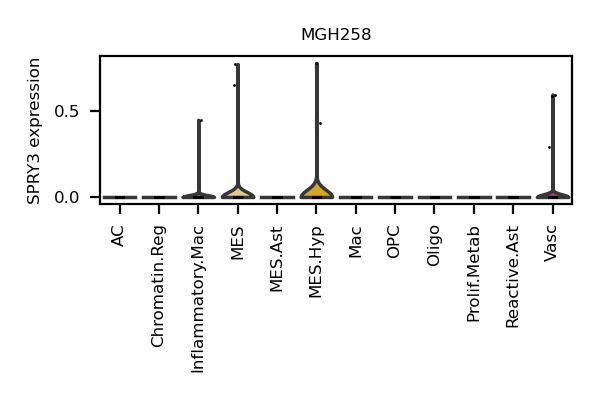 MGH258
SPRY3 expression
0.5
0.0
AC
Chromatin.Reg
Inflammatory.Mac
MES
MES.Ast
MES.Hyp
Mac
OPC
Oligo
Prolif.Metab
Reactive.Ast
Vasc